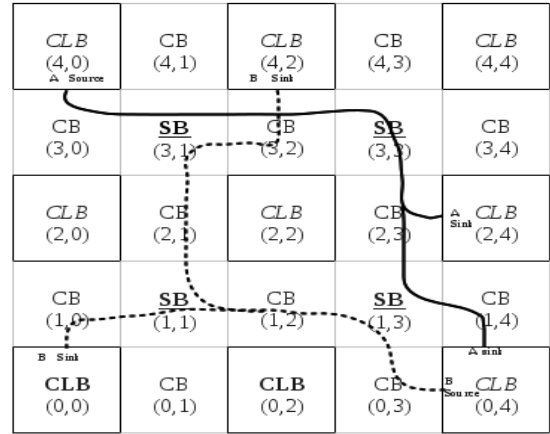 CLB CB CLB CB CLB
(4,0) (4,1) (4,2) (4,3) (4,4)
A Source B Sink
CB SB CB SB CB
(3,0) (3,1) (3,2) (3,3) (3,4)
CLB CB CLB CB A CLB
(2,0) (2,1) (2,2) (2,3) Sink (2,4)
CB SB CB SB CB
(1,0) (1,1) (1,2) (1,3) (1,4)
B Sink A sink
CLB CB CLB CB B Source CLB
(0,0) (0,1) (0,2) (0,3) (0,4)